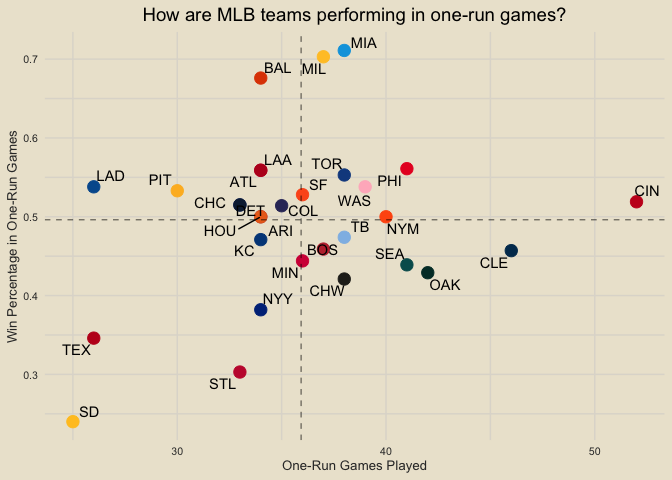 How are MLB teams performing in one-run games?
Win Percentage in One-Run Games
0.7
0.6
0.5
0.4
0.3
MIA
MIL
BAL
LAA
TOR
LAD
PIT
ATL
SF
PHI
CIN
WAS
CHC
DET
COL
HOU
ARI
TB
NYM
KC
BOS
SEA
CLE
MIN
OAK
CHW
NYY
TEX
STL
SD
30
40
50
One-Run Games Played